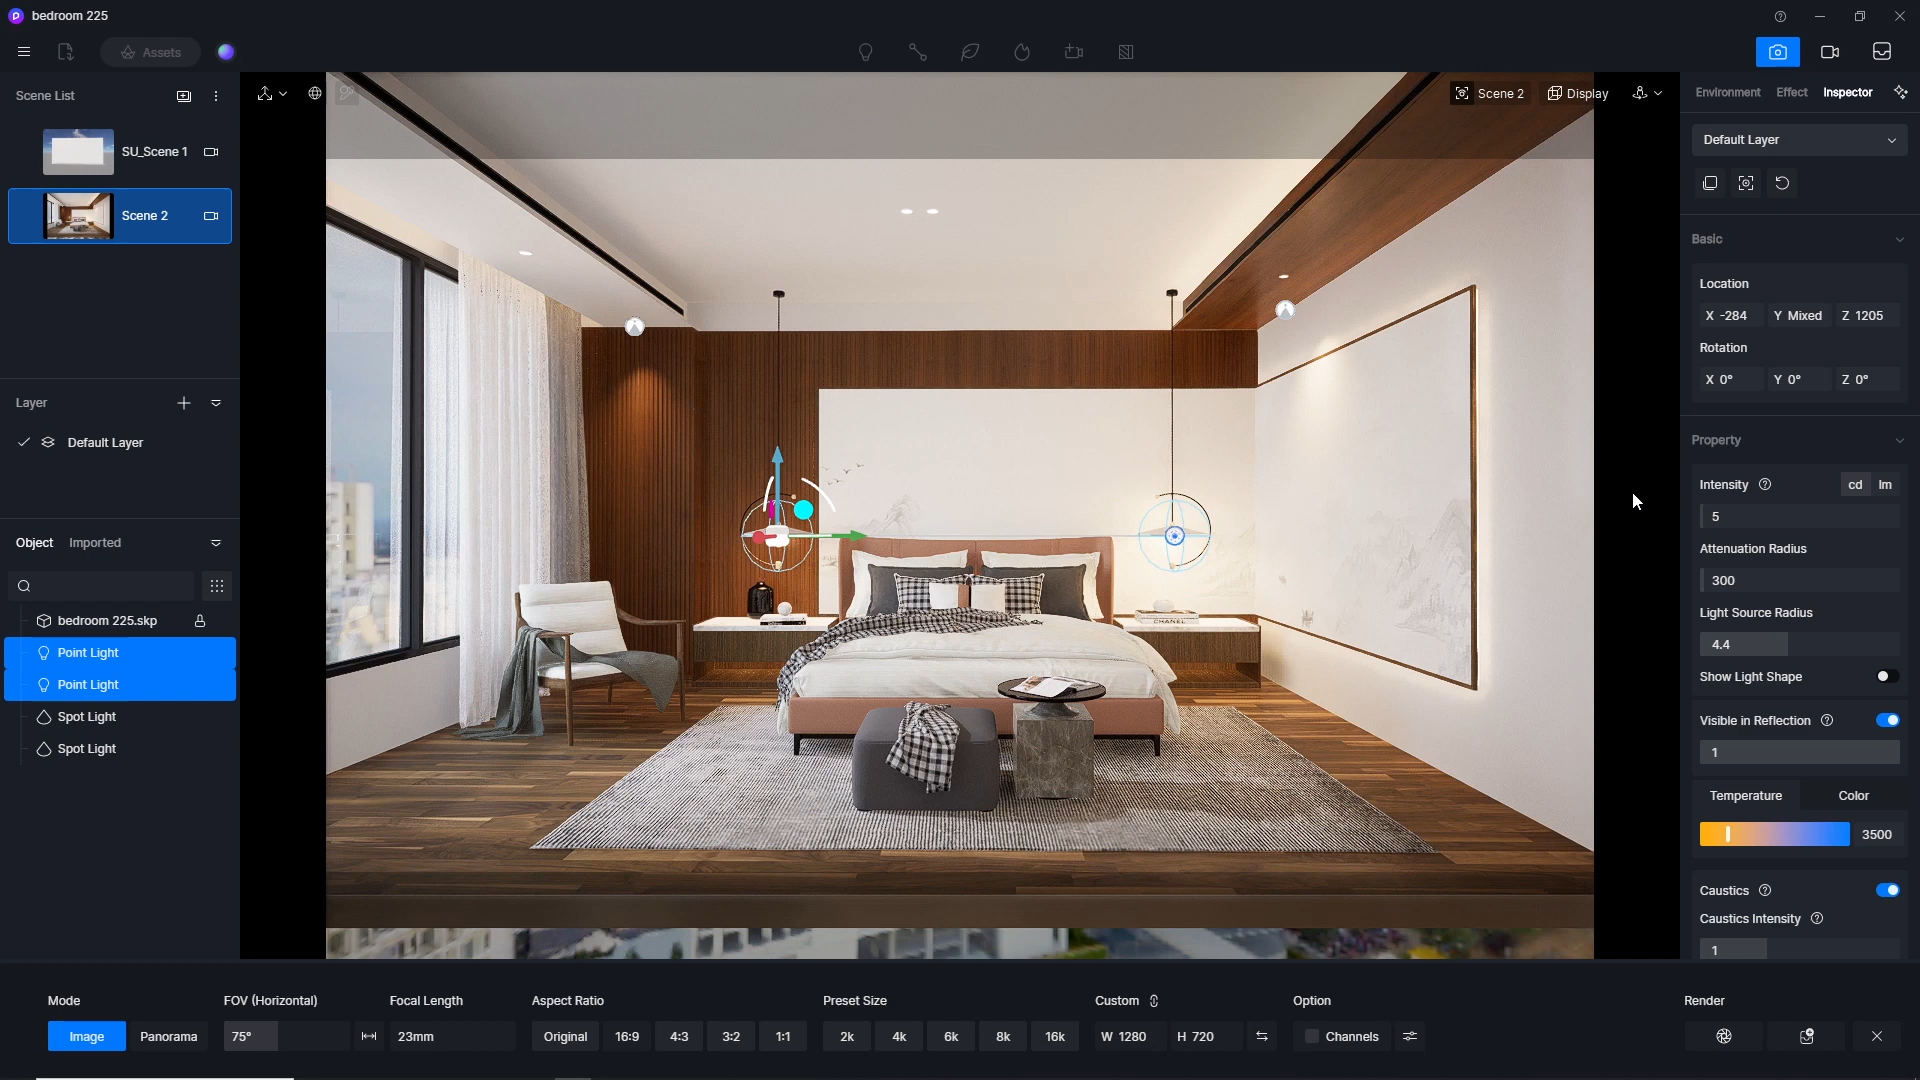 bedroom 225
Assets
Scene List
SU_Scene 1
Scene 2
Layer
Default Layer
Object Imported
bedroom 225.skp
Point Light
Point Light
Spot Light
Spot Light
Scene 2 Display
CHANEL
Environment Effect Inspector
Default Layer
Basic
Location
X -284 Y Mixed Z 1205
Rotation
X 0° Y 0° Z 0°
Property
Intensity cd lm
5
Attenuation Radius
300
Light Source Radius
4.4
Show Light Shape
Visible in Reflection
1
Temperature Color
3500
Caustics
Caustics Intensity
1
Mode FOV (Horizontal) Focal Length Aspect Ratio Preset Size Custom Option Render
Image Panorama 75° 23mm Original 16:9 4:3 3:2 1:1 2k 4k 6k 8k 16k W 1280 H 720 Channels